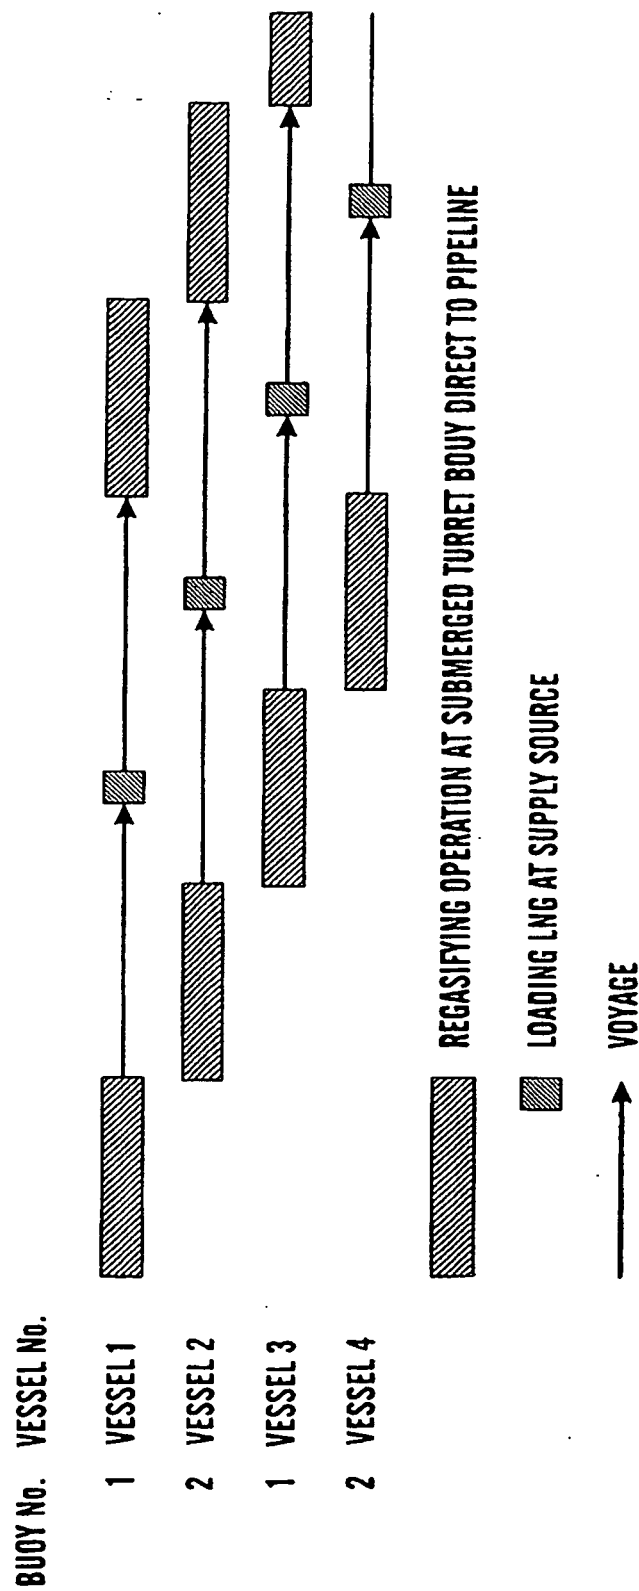 BUOY No. VESSEL No.
1 VESSEL 1
2 VESSEL 2
1 VESSEL 3
2 VESSEL 4
REGASIFYING OPERATION AT SUBMERGED TURRET BOUY DIRECT TO PIPELINE
LOADING LNG AT SUPPLY SOURCE
VOYAGE